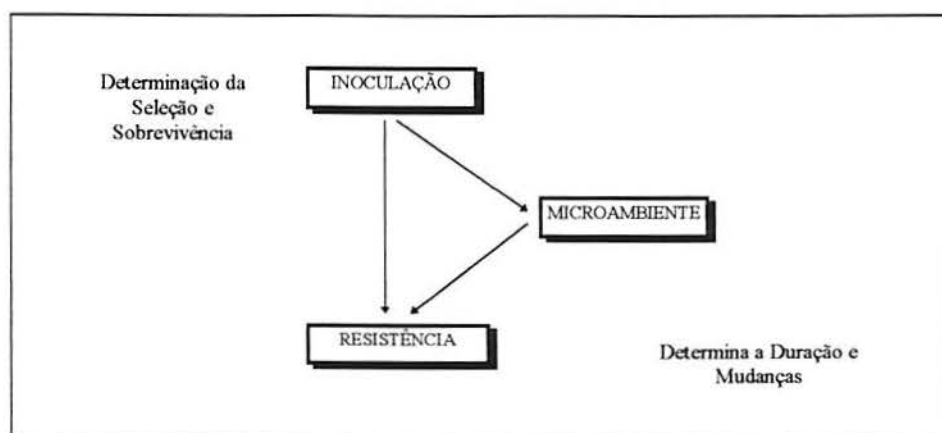 Determinação da
Seleção e
Sobrevivência
INOCULAÇÃO
MICROAMBIENTE
RESISTÊNCIA
Determina a Duração e
Mudanças